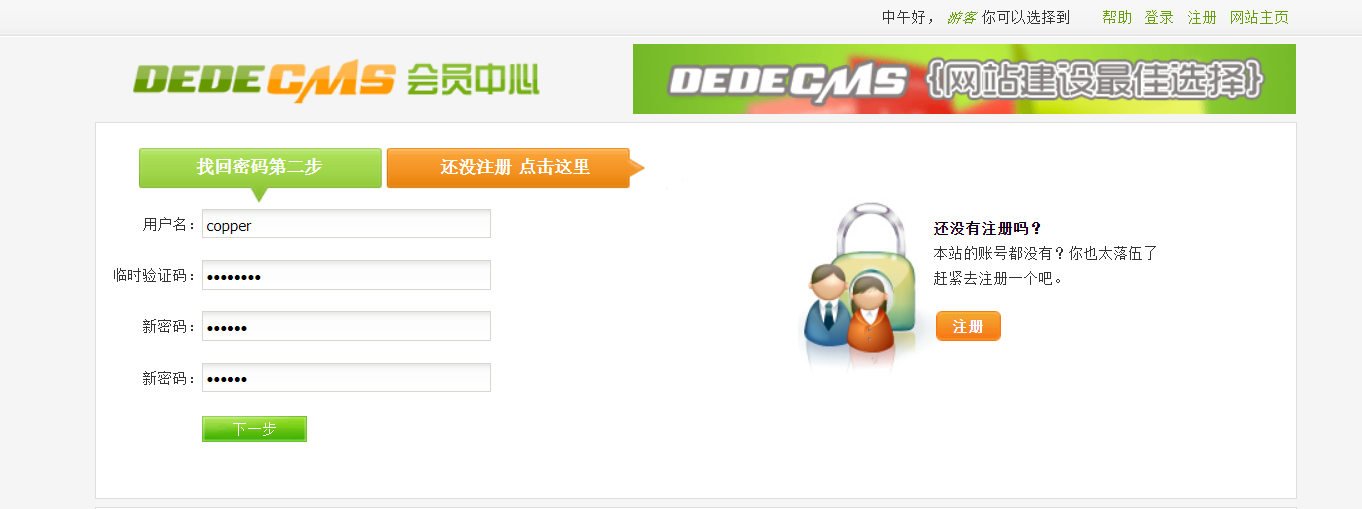 中午好， 游客 你可以选择到 帮助 登录 注册 网站主页
DEDECMS 会员中心
DEDECMS {网站建设最佳选择}
找回密码第二步
还没注册 点击这里
用户名： copper
临时验证码： ••••••••
新密码： ••••••
新密码： ••••••
下一步
还没有注册吗？
本站的账号都没有？你也太落伍了
赶紧去注册一个吧。
注册